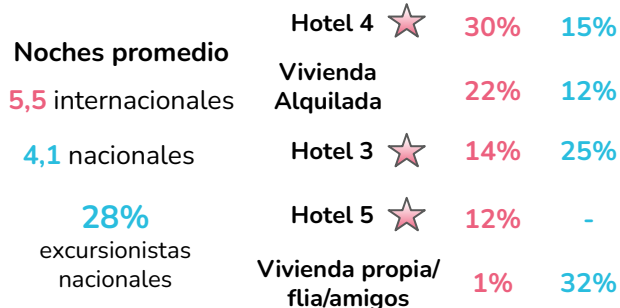 Noches promedio
5,5 internacionales
4,1 nacionales
28%
excursionistas
nacionales
Hotel 4 30% 15%
Vivienda
Alquilada 22% 12%
Hotel 3 14% 25%
Hotel 5 12% -
Vivienda propia/
flia/amigos 1% 32%